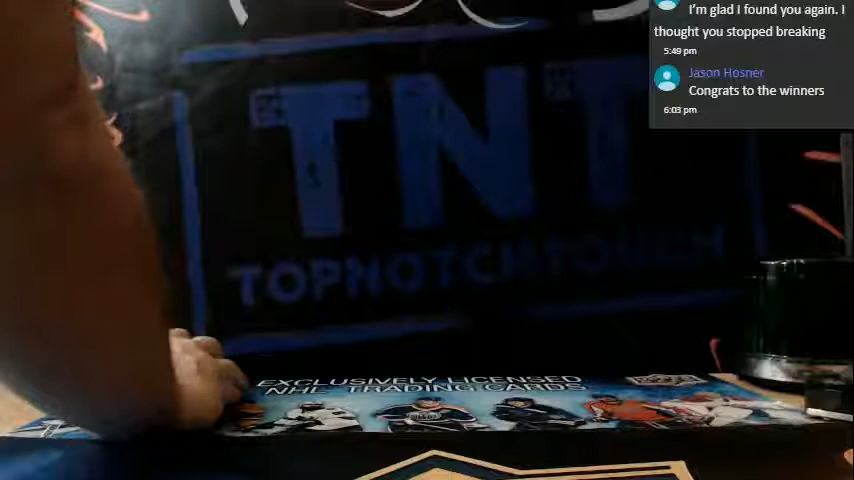 I'm glad I found you again. I
thought you stopped breaking
5:49 pm
Jason Hosner
Congrats to the winners
6:03 pm
TNT
TOPNOTCH
EXCLUSIVELY LICENSED
NHL TRADING CARDS